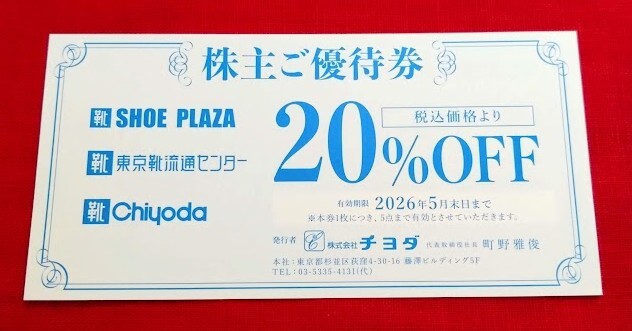 株主ご優待券
靴 SHOE PLAZA
靴 東京靴流通センター
靴 Chiyoda
税込価格より
20%OFF
有効期限 2026年5月末日まで
※本券1枚につき、5点まで有効とさせていただきます。
発行者 株式会社 チヨダ 代表取締役社長 町野雅俊
本社：東京都杉並区荻窪4-30-16 藤澤ビルディング5F
TEL：03-5335-4131(代)